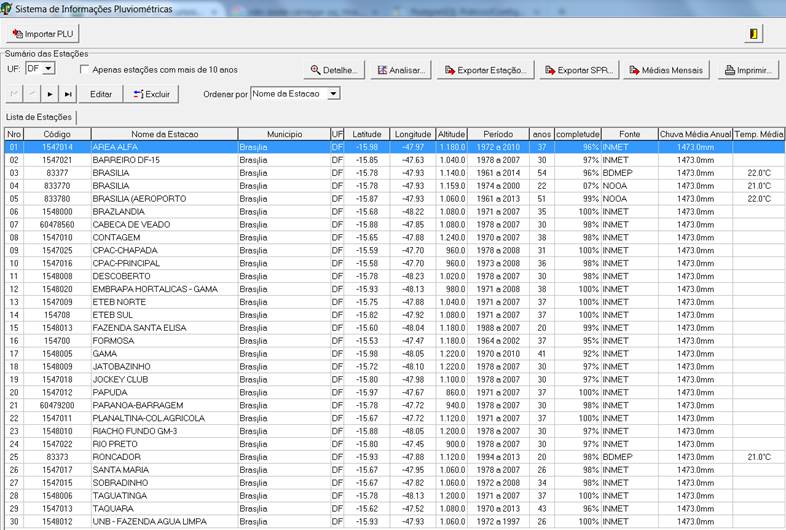 Sistema de Informações Pluviométricas
Importar PLU
Sumário das Estações
UF: DF Apenas estações com mais de 10 anos Detalhe... Analisar... Exportar Estação... Exportar SPR... Médias Mensais Imprimir...
Editar Excluir Ordenar por Nome da Estacao
Lista de Estações
Nro Código Nome da Estacao Municipio UF Latitude Longitude Altitude Período anos completude Fonte Chuva Média Anual Temp. Média
01 1547014 AREA ALFA Brasília DF -15.98 -47.97 1.180.0 1972 a 2010 37 96% INMET 1473.0mm
02 1547021 BARREIRO DF-15 Brasília DF -15.85 -47.63 1.040.0 1978 a 2007 30 97% INMET 1473.0mm
03 83377 BRASILIA Brasília DF -15.78 -47.93 1.140.0 1961 a 2014 54 96% BDMEP 1473.0mm 22.0°C
04 833770 BRASILIA Brasília DF -15.78 -47.93 1.159.0 1974 a 2000 22 07% NOOA 1473.0mm 21.0°C
05 833780 BRASILIA (AEROPORTO Brasília DF -15.87 -47.93 1.060.0 1961 a 2013 51 99% NOOA 1473.0mm 22.0°C
06 1548000 BRAZLANDIA Brasília DF -15.68 -48.22 1.080.0 1971 a 2007 35 100% INMET 1473.0mm
07 60478560 CABECA DE VEADO Brasília DF -15.88 -47.85 1.080.0 1978 a 2007 30 98% INMET 1473.0mm
08 1547010 CONTAGEM Brasília DF -15.65 -47.88 1.240.0 1970 a 2007 38 98% INMET 1473.0mm
09 1547025 CPAC-CHAPADA Brasília DF -15.59 -47.70 960.0 1978 a 2008 31 100% INMET 1473.0mm
10 1547016 CPAC-PRINCIPAL Brasília DF -15.58 -47.70 960.0 1973 a 2008 36 98% INMET 1473.0mm
11 1548008 DESCOBERTO Brasília DF -15.78 -48.23 1.020.0 1978 a 2007 30 98% INMET 1473.0mm
12 1548020 EMBRAPA HORTALICAS - GAMA Brasília DF -15.93 -48.13 980.0 1971 a 2008 38 100% INMET 1473.0mm
13 1547009 ETEB NORTE Brasília DF -15.75 -47.88 1.040.0 1971 a 2007 37 100% INMET 1473.0mm
14 154708 ETEB SUL Brasília DF -15.82 -47.92 1.080.0 1971 a 2007 37 100% INMET 1473.0mm
15 1548013 FAZENDA SANTA ELISA Brasília DF -15.60 -48.04 1.180.0 1988 a 2007 20 99% INMET 1473.0mm
16 154700 FORMOSA Brasília DF -15.53 -47.47 1.180.0 1964 a 2002 37 95% INMET 1473.0mm
17 1548005 GAMA Brasília DF -15.98 -48.05 1.220.0 1970 a 2010 41 92% INMET 1473.0mm
18 1548009 JATOBAZINHO Brasília DF -15.72 -48.10 1.220.0 1978 a 2007 30 97% INMET 1473.0mm
19 1547018 JOCKEY CLUB Brasília DF -15.80 -47.98 1.100.0 1978 a 2007 30 98% INMET 1473.0mm
20 1547012 PAPUDA Brasília DF -15.97 -47.67 860.0 1971 a 2007 37 100% INMET 1473.0mm
21 60479200 PARANOA-BARRAGEM Brasília DF -15.78 -47.72 940.0 1978 a 2007 30 98% INMET 1473.0mm
22 1547011 PLANALTINA-COL.AGRICOLA Brasília DF -15.67 -47.72 1.120.0 1971 a 2007 37 100% INMET 1473.0mm
23 1548010 RIACHO FUNDO GM-3 Brasília DF -15.88 -48.05 1.200.0 1978 a 2007 30 97% INMET 1473.0mm
24 1547022 RIO PRETO Brasília DF -15.80 -47.45 900.0 1978 a 2007 30 97% INMET 1473.0mm
25 83373 RONCADOR Brasília DF -15.93 -47.88 1.120.0 1994 a 2013 20 98% BDMEP 1473.0mm 21.0°C
26 1547017 SANTA MARIA Brasília DF -15.67 -47.95 1.060.0 1978 a 2007 26 98% INMET 1473.0mm
27 1547015 SOBRADINHO Brasília DF -15.67 -47.82 1.060.0 1972 a 2008 34 98% INMET 1473.0mm
28 1548006 TAGUATINGA Brasília DF -15.78 -48.13 1.200.0 1971 a 2007 37 100% INMET 1473.0mm
29 1547013 TAQUARA Brasília DF -15.62 -47.52 1.080.0 1970 a 2013 43 96% INMET 1473.0mm
30 1548012 UNB - FAZENDA AGUA LIMPA Brasília DF -15.93 -47.93 1.060.0 1972 a 1997 26 100% INMET 1473.0mm